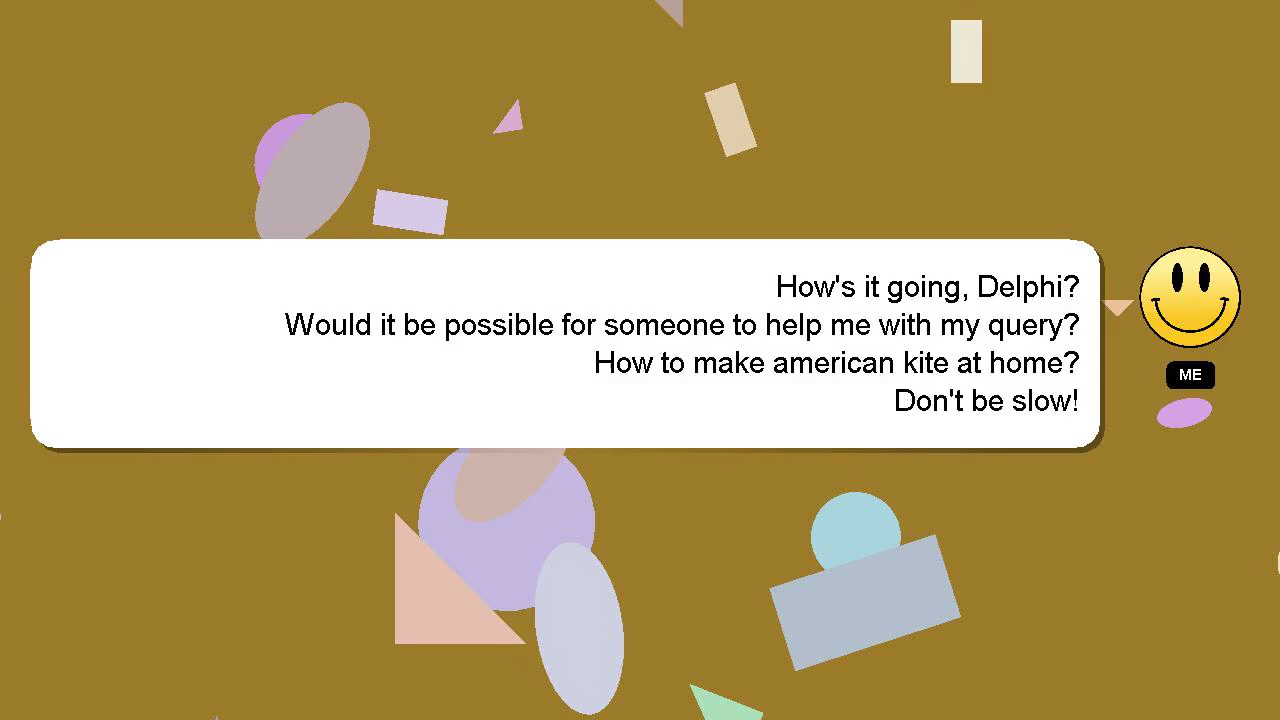 How's it going, Delphi?
Would it be possible for someone to help me with my query?
How to make american kite at home?
Don't be slow!
ME